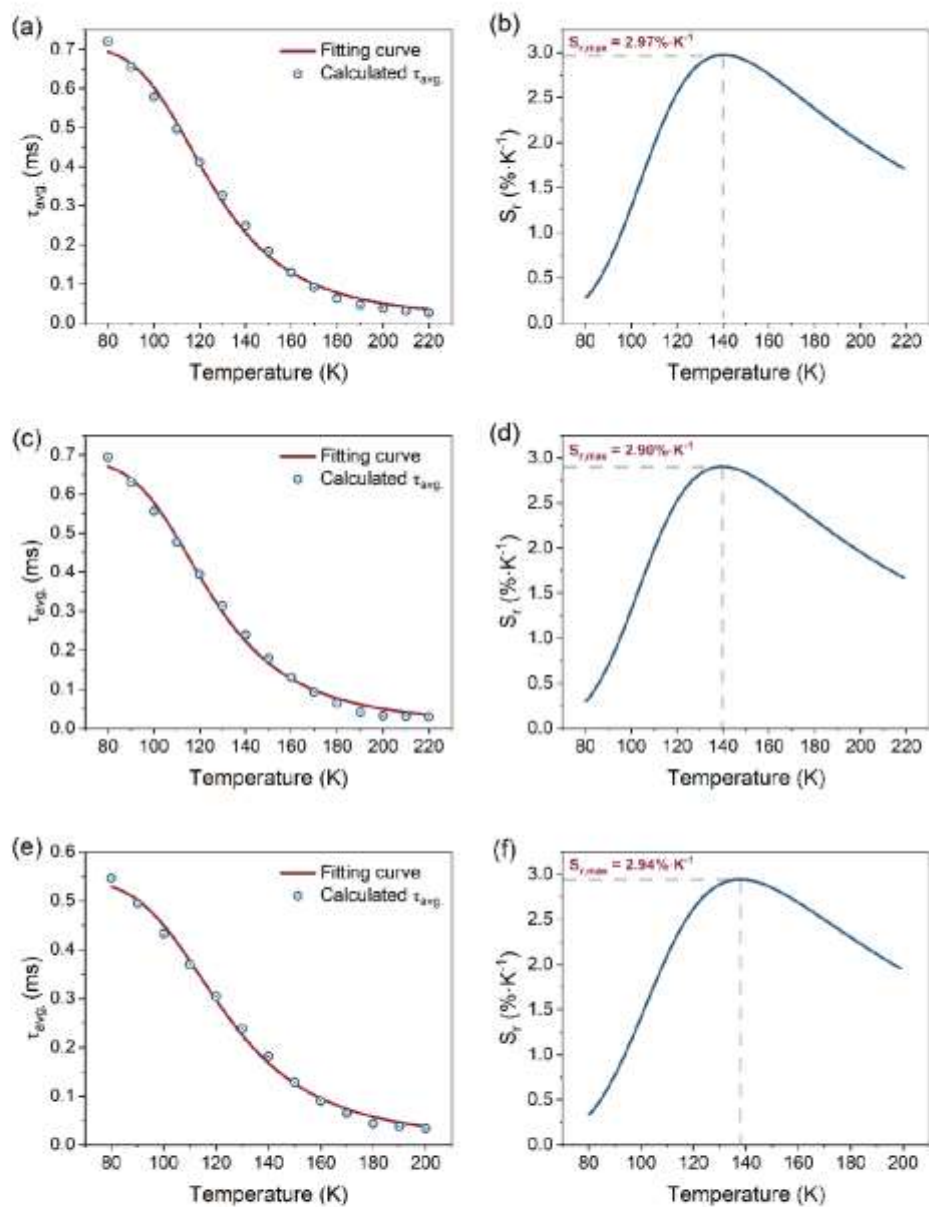 (a)
0.7
0.6
0.5
0.4
0.3
0.2
0.1
0.0
τavg. (ms)
Fitting curve
Calculated τavg.
80 100 120 140 160 180 200 220
Temperature (K)
(b)
Sr,max = 2.97%·K⁻¹
3.0
2.5
2.0
1.5
1.0
0.5
0.0
Sr (%·K⁻¹)
80 100 120 140 160 180 200 220
Temperature (K)
(c)
0.7
0.6
0.5
0.4
0.3
0.2
0.1
0.0
τavg. (ms)
Fitting curve
Calculated τavg.
80 100 120 140 160 180 200 220
Temperature (K)
(d)
Sr,max = 2.90%·K⁻¹
3.0
2.5
2.0
1.5
1.0
0.5
0.0
Sr (%·K⁻¹)
80 100 120 140 160 180 200 220
Temperature (K)
(e)
0.6
0.5
0.4
0.3
0.2
0.1
0.0
τavg. (ms)
Fitting curve
Calculated τavg.
80 100 120 140 160 180 200
Temperature (K)
(f)
Sr,max = 2.94%·K⁻¹
3.0
2.5
2.0
1.5
1.0
0.5
0.0
Sr (%·K⁻¹)
80 100 120 140 160 180 200
Temperature (K)